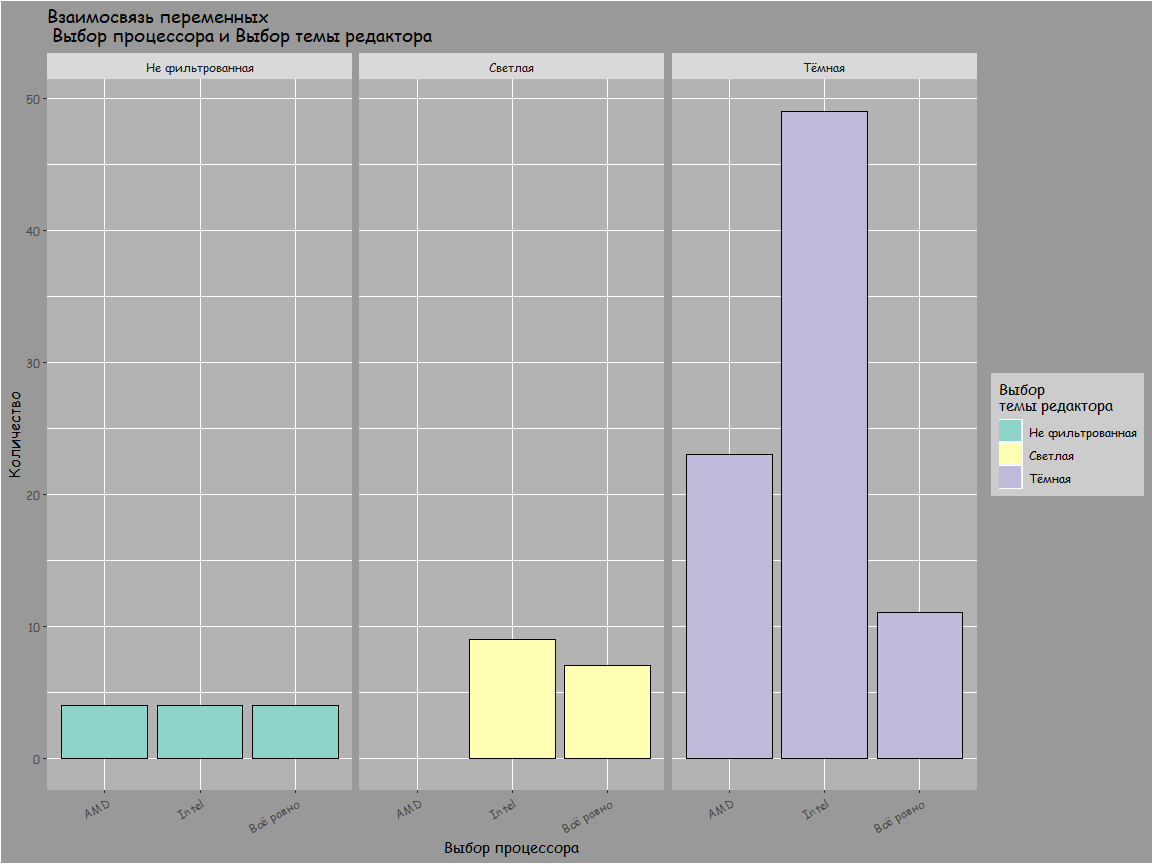 Взаимосвязь переменных
Выбор процессора и Выбор темы редактора
Не фильтрованная
Светлая
Тёмная
50
40
30
20
10
0
Количество
AMD
Intel
Всё равно
AMD
Intel
Всё равно
AMD
Intel
Всё равно
Выбор процессора
Выбор
темы редактора
Не фильтрованная
Светлая
Тёмная